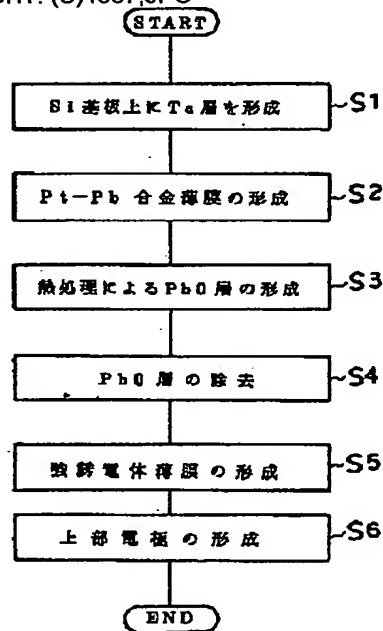 (START)
Si基板上にTa層を形成 S1
Pt-Pb 合金薄膜の形成 S2
熱処理によるPbO層の形成 S3
PbO層の除去 S4
強誘電体薄膜の形成 S5
上部電極の形成 S6
END